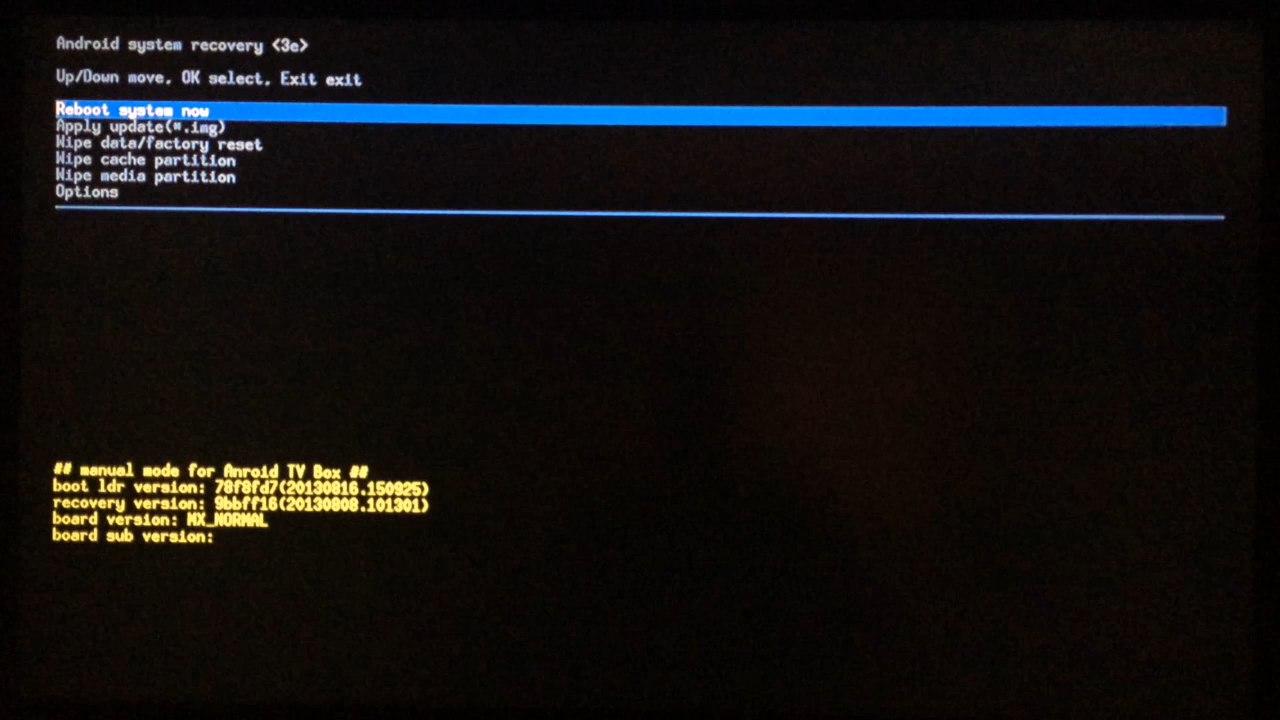 Android system recovery <3e>
Up/Down move, OK select, Exit exit
Reboot system now
Apply update(*.img)
Wipe data/factory reset
Wipe cache partition
Wipe media partition
Options
## manual mode for Anroid TV Box ##
boot ldr version: 78f8fd7(20130816.150925)
recovery version: 9bbff16(20130808.101301)
board version: MX_NORMAL
board sub version: